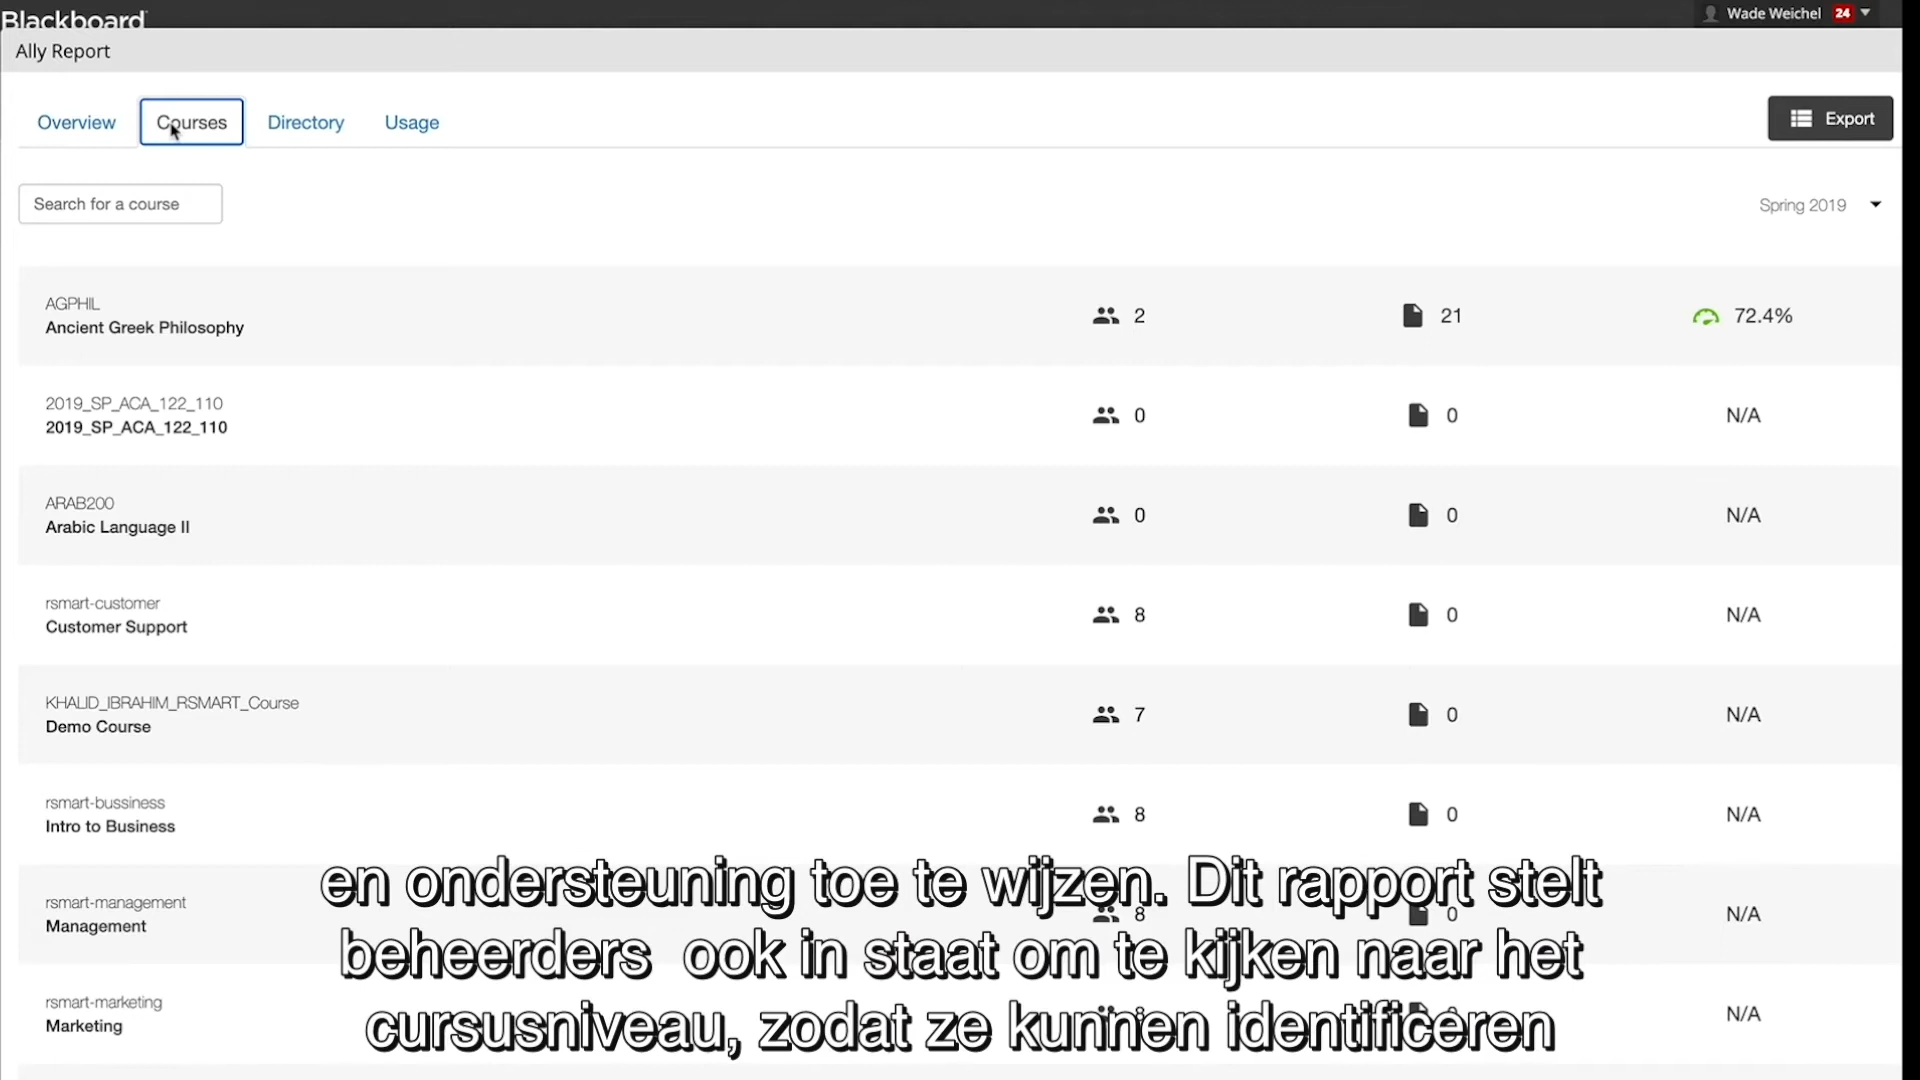 Blackboard
Wade Weichel 24
Ally Report
Overview Courses Directory Usage
Export
Search for a course
Spring 2019
AGPHIL
Ancient Greek Philosophy
2 21 72.4%
2019_SP_ACA_122_110
2019_SP_ACA_122_110
0 0 N/A
ARAB200
Arabic Language II
0 0 N/A
rsmart-customer
Customer Support
8 0 N/A
KHALID_IBRAHIM_RSMART_Course
Demo Course
7 0 N/A
rsmart-bussiness
Intro to Business
8 0 N/A
rsmart-management
Management
8 0 N/A
rsmart-marketing
Marketing
N/A
en ondersteuning toe te wijzen. Dit rapport stelt
beheerders ook in staat om te kijken naar het
cursusniveau, zodat ze kunnen identificeren